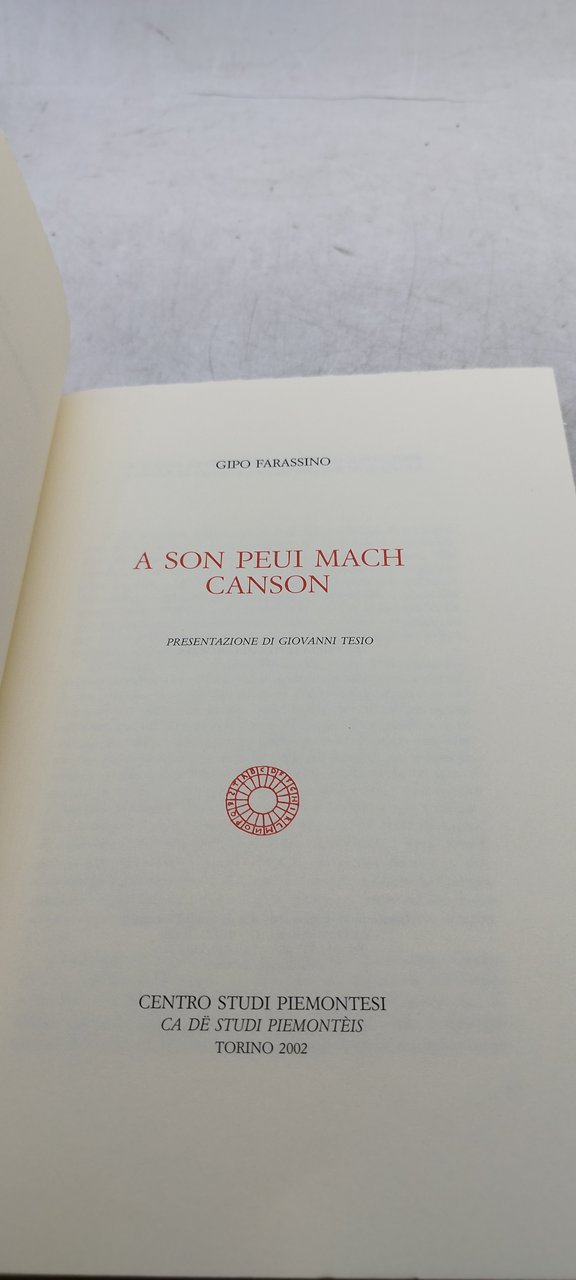 GIPO FARASSINO
A SON PEUI MACH
CANSON
PRESENTAZIONE DI GIOVANNI TESIO
CENTRO STUDI PIEMONTESI
CA DË STUDI PIEMONTÈIS
TORINO 2002